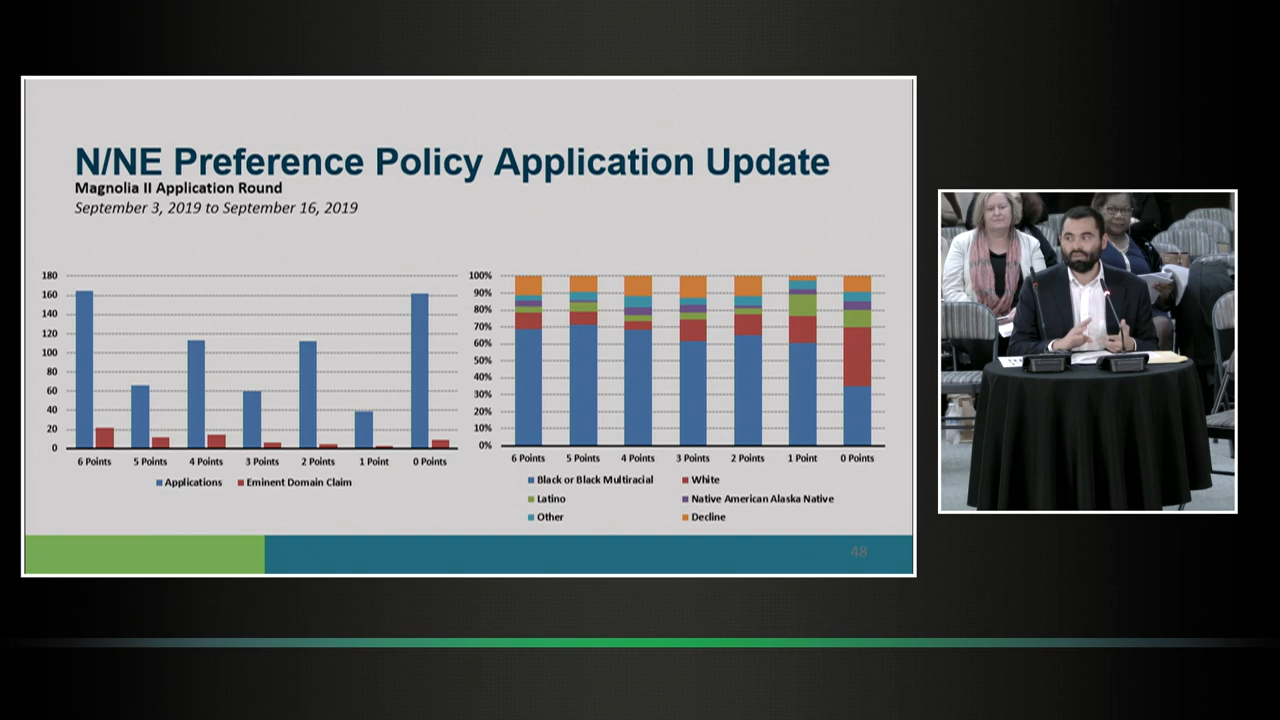 N/NE Preference Policy Application Update
Magnolia II Application Round
September 3, 2019 to September 16, 2019
180
160
140
120
100
80
60
40
20
0
6 Points 5 Points 4 Points 3 Points 2 Points 1 Point 0 Points
Applications Eminent Domain Claim
100%
90%
80%
70%
60%
50%
40%
30%
20%
10%
0%
6 Points 5 Points 4 Points 3 Points 2 Points 1 Point 0 Points
Black or Black Multiracial White
Latino Native American Alaska Native
Other Decline
48